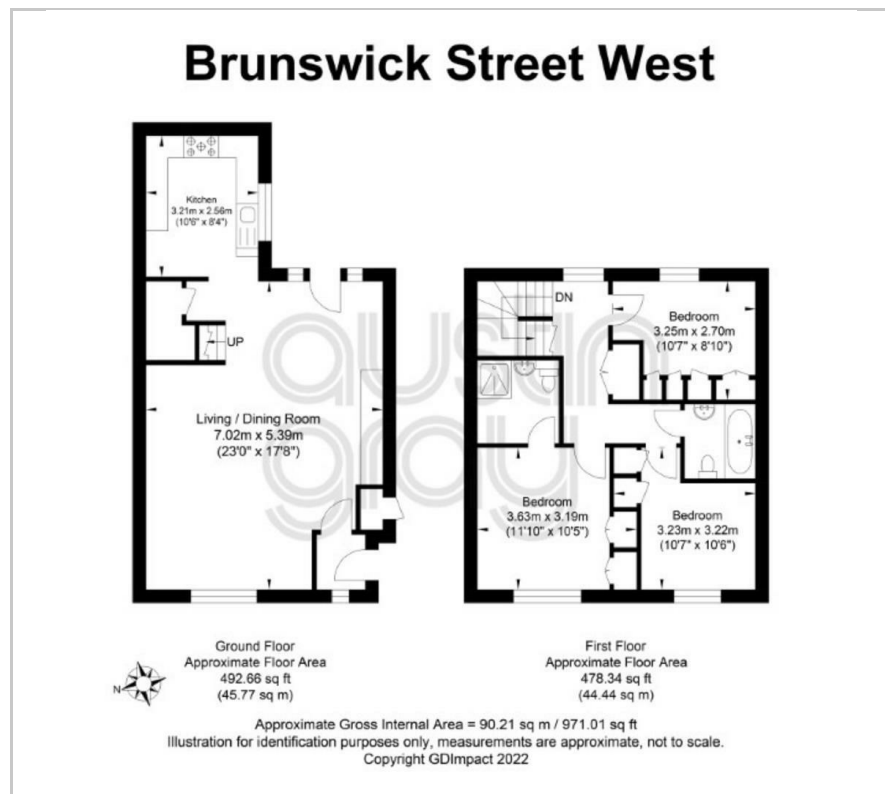 Brunswick Street West
Kitchen
3.21m x 2.56m
(10'6" x 8'4")
UP
Living / Dining Room
7.02m x 5.39m
(23'0" x 17'8")
DN
Bedroom
3.25m x 2.70m
(10'7" x 8'10")
Bedroom
3.63m x 3.19m
(11'10" x 10'5")
Bedroom
3.23m x 3.22m
(10'7" x 10'6")
austin
gray
N
Ground Floor
Approximate Floor Area
492.66 sq ft
(45.77 sq m)
First Floor
Approximate Floor Area
478.34 sq ft
(44.44 sq m)
Approximate Gross Internal Area = 90.21 sq m / 971.01 sq ft
Illustration for identification purposes only, measurements are approximate, not to scale.
Copyright GDImpact 2022